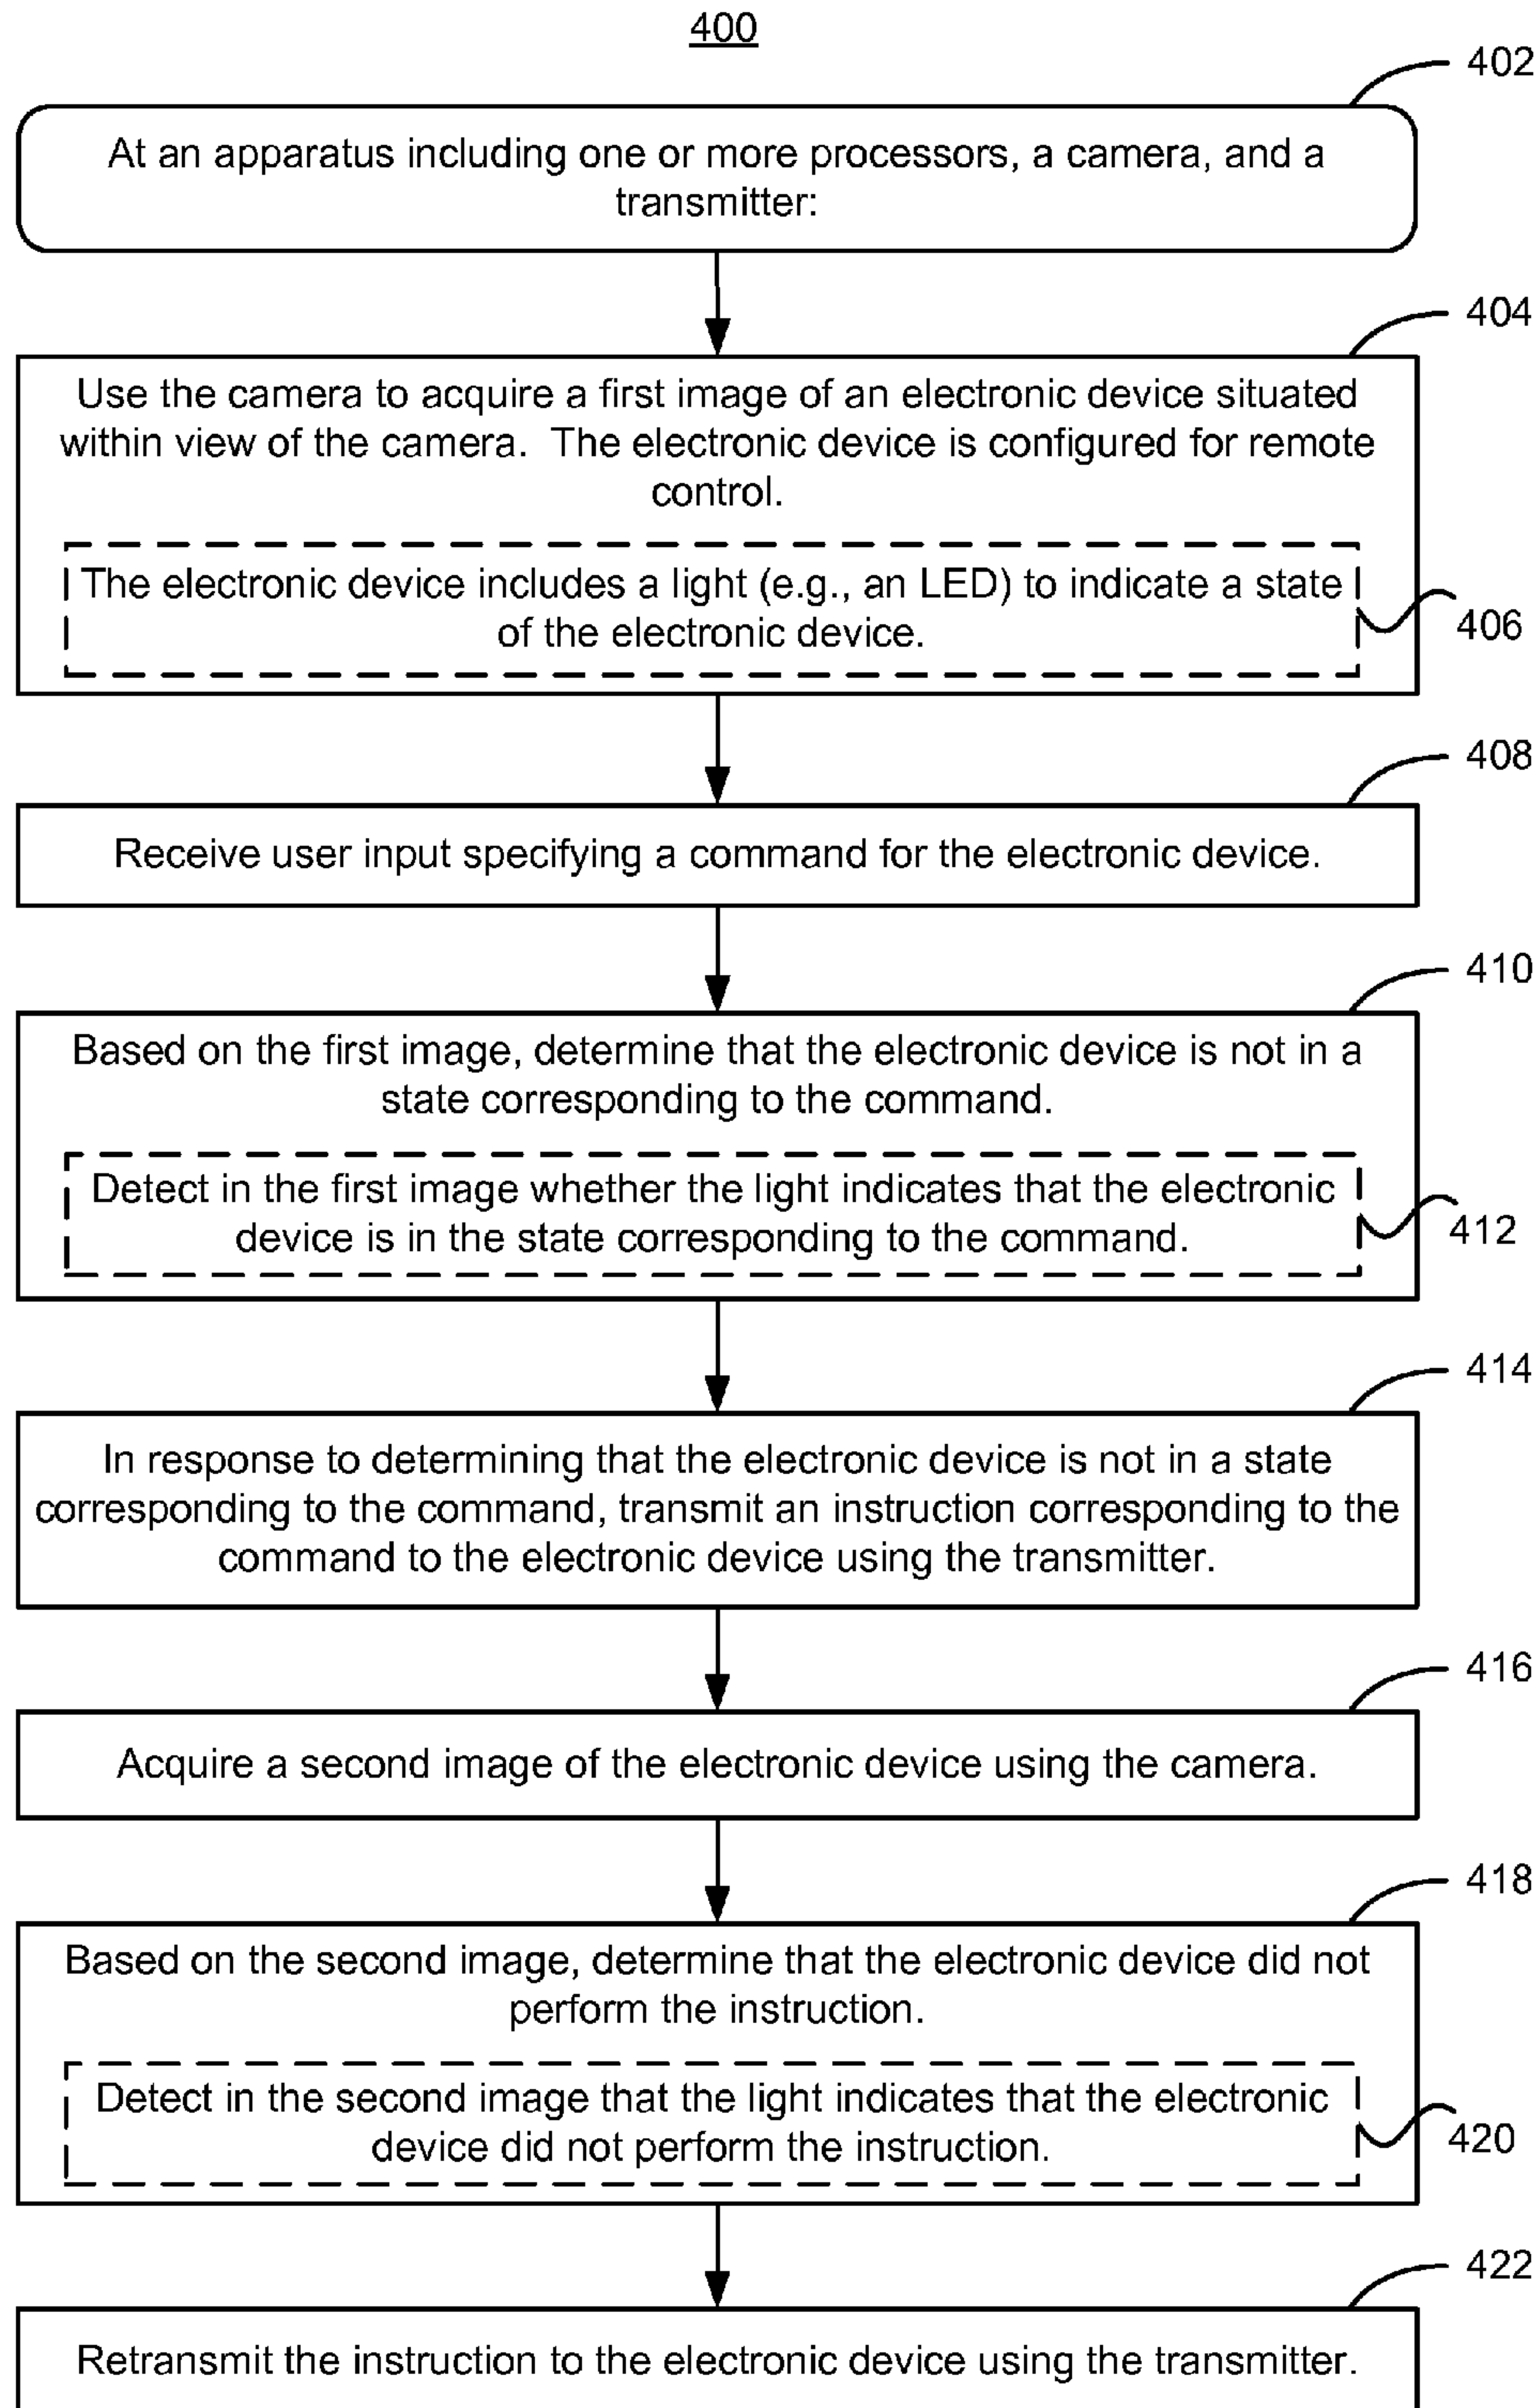 400
402
At an apparatus including one or more processors, a camera, and a
transmitter:
404
Use the camera to acquire a first image of an electronic device situated
within view of the camera. The electronic device is configured for remote
control.
The electronic device includes a light (e.g., an LED) to indicate a state
of the electronic device.
406
408
Receive user input specifying a command for the electronic device.
410
Based on the first image, determine that the electronic device is not in a
state corresponding to the command.
Detect in the first image whether the light indicates that the electronic
device is in the state corresponding to the command.
412
414
In response to determining that the electronic device is not in a state
corresponding to the command, transmit an instruction corresponding to the
command to the electronic device using the transmitter.
416
Acquire a second image of the electronic device using the camera.
418
Based on the second image, determine that the electronic device did not
perform the instruction.
Detect in the second image that the light indicates that the electronic
device did not perform the instruction.
420
422
Retransmit the instruction to the electronic device using the transmitter.